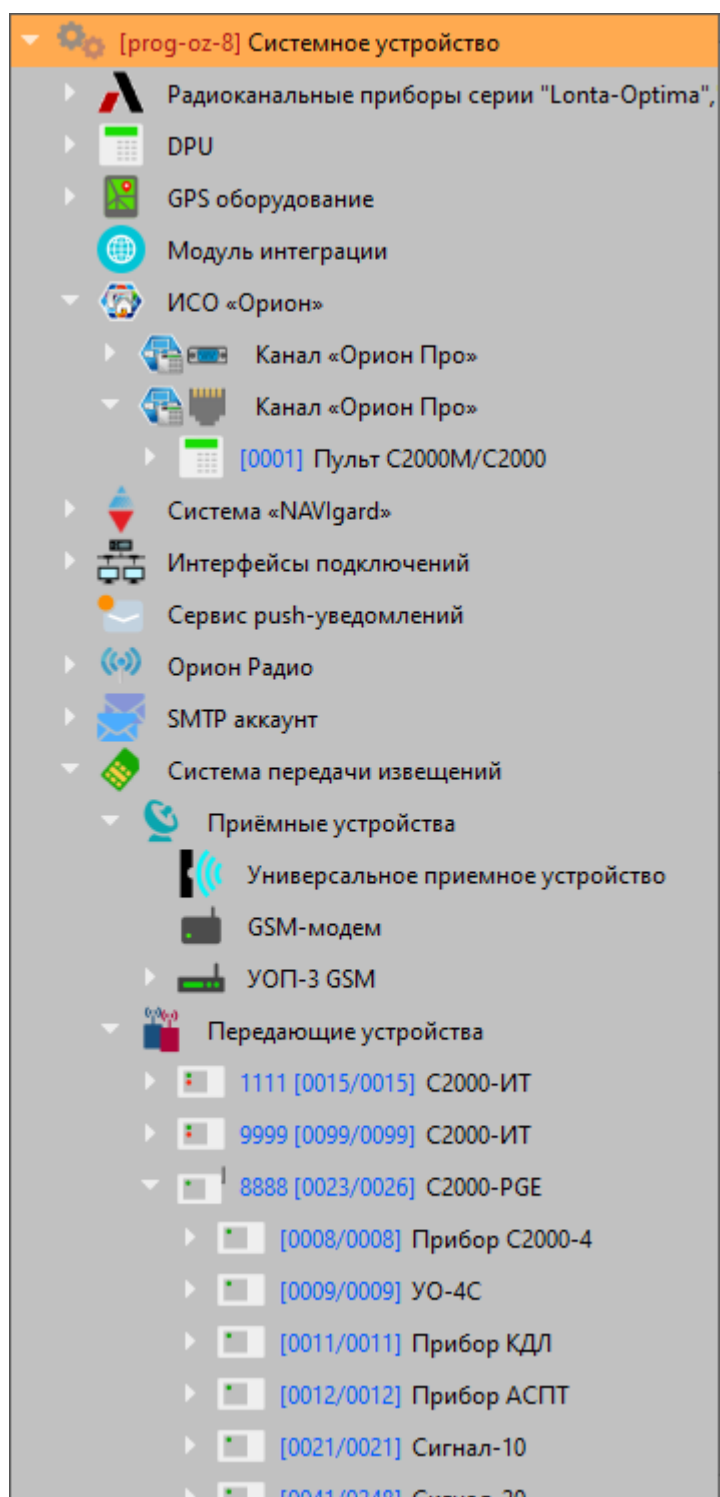 [prog-oz-8] Системное устройство
Радиоканальные приборы серии "Lonta-Optima",
DPU
GPS оборудование
Модуль интеграции
ИСО «Орион»
Канал «Орион Про»
Канал «Орион Про»
[0001] Пульт С2000М/С2000
Система «NAVIgard»
Интерфейсы подключений
Сервис push-уведомлений
Орион Радио
SMTP аккаунт
Система передачи извещений
Приёмные устройства
Универсальное приемное устройство
GSM-модем
УОП-3 GSM
Передающие устройства
1111 [0015/0015] С2000-ИТ
9999 [0099/0099] С2000-ИТ
8888 [0023/0026] С2000-PGE
[0008/0008] Прибор С2000-4
[0009/0009] УО-4С
[0011/0011] Прибор КДЛ
[0012/0012] Прибор АСПТ
[0021/0021] Сигнал-10